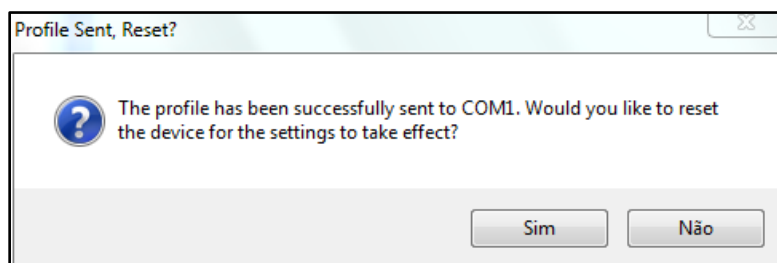 Profile Sent, Reset?
The profile has been successfully sent to COM1. Would you like to reset
the device for the settings to take effect?
Sim
Não